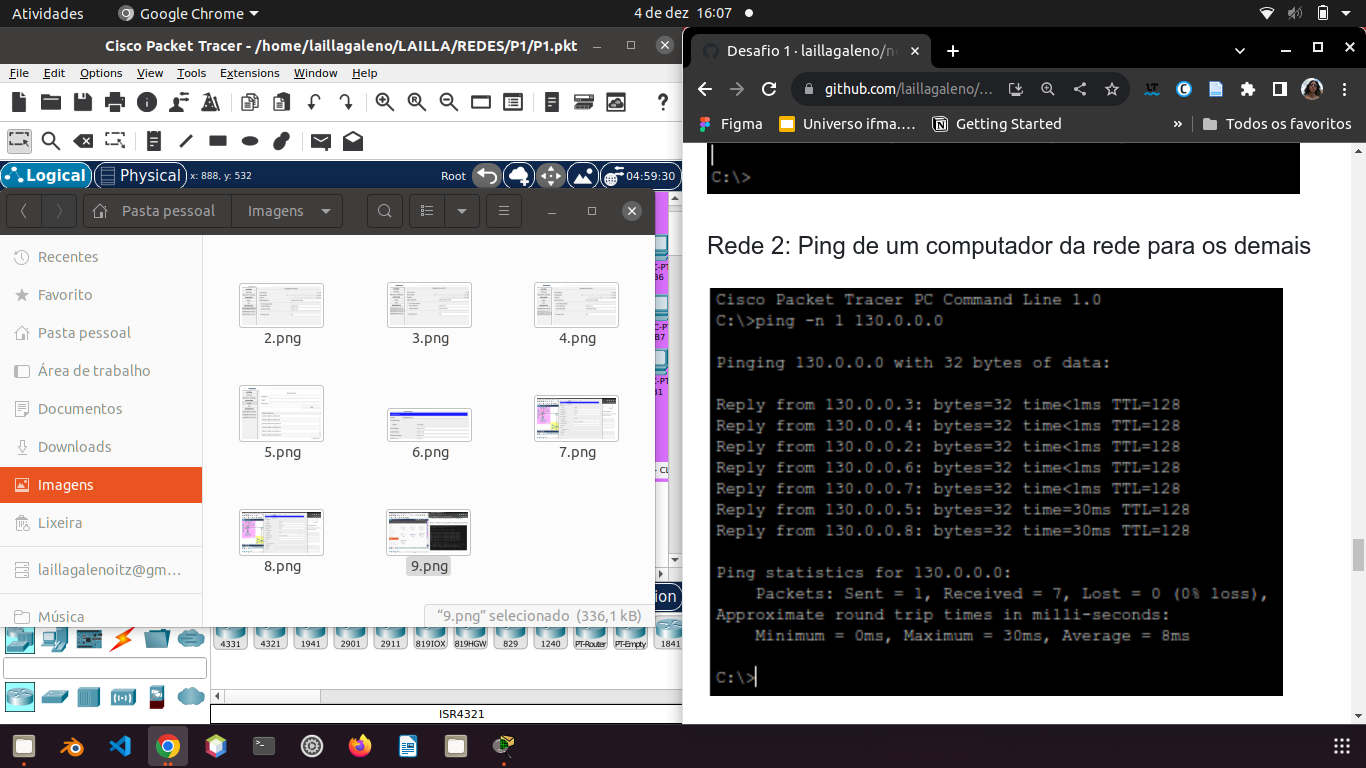 Atividades
Google Chrome
4 de dez 16:07
Cisco Packet Tracer - /home/laillagaleno/LAILLA/REDES/P1/P1.pkt
File Edit Options View Tools Extensions Window Help
Logical
Physical
x: 888, y: 532
Root
04:59:30
Pasta pessoal
Imagens
Recentes
Favorito
Pasta pessoal
Área de trabalho
Documentos
Downloads
Imagens
Lixeira
laillagalenoitz@gm...
Música
2.png
3.png
4.png
5.png
6.png
7.png
8.png
9.png
“9.png” selecionado (336,1 kB)
4331 4321 1941 2901 2911 819IOX 819HGW 829 1240 PT-Router PT-Empty 1841
ISR4321
Desafio 1 · laillagaleno/n
github.com/laillagaleno/...
Figma
Universo ifma....
Getting Started
»
Todos os favoritos
C:\>
Rede 2: Ping de um computador da rede para os demais
Cisco Packet Tracer PC Command Line 1.0
C:\>ping -n 1 130.0.0.0
Pinging 130.0.0.0 with 32 bytes of data:
Reply from 130.0.0.3: bytes=32 time<1ms TTL=128
Reply from 130.0.0.4: bytes=32 time<1ms TTL=128
Reply from 130.0.0.2: bytes=32 time<1ms TTL=128
Reply from 130.0.0.6: bytes=32 time<1ms TTL=128
Reply from 130.0.0.7: bytes=32 time<1ms TTL=128
Reply from 130.0.0.5: bytes=32 time=30ms TTL=128
Reply from 130.0.0.8: bytes=32 time=30ms TTL=128
Ping statistics for 130.0.0.0:
Packets: Sent = 1, Received = 7, Lost = 0 (0% loss),
Approximate round trip times in milli-seconds:
Minimum = 0ms, Maximum = 30ms, Average = 8ms
C:\>